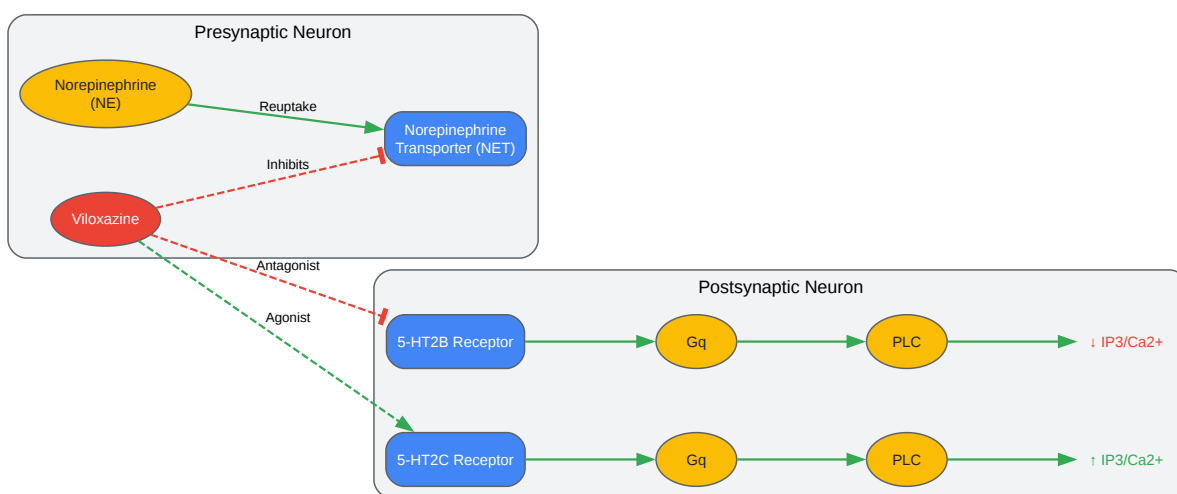 Presynaptic Neuron
Norepinephrine
(NE)
Reuptake
Norepinephrine
Transporter (NET)
Inhibits
Viloxazine
Antagonist
Agonist
Postsynaptic Neuron
5-HT2B Receptor
Gq
PLC
↓ IP3/Ca2+
5-HT2C Receptor
Gq
PLC
↑ IP3/Ca2+